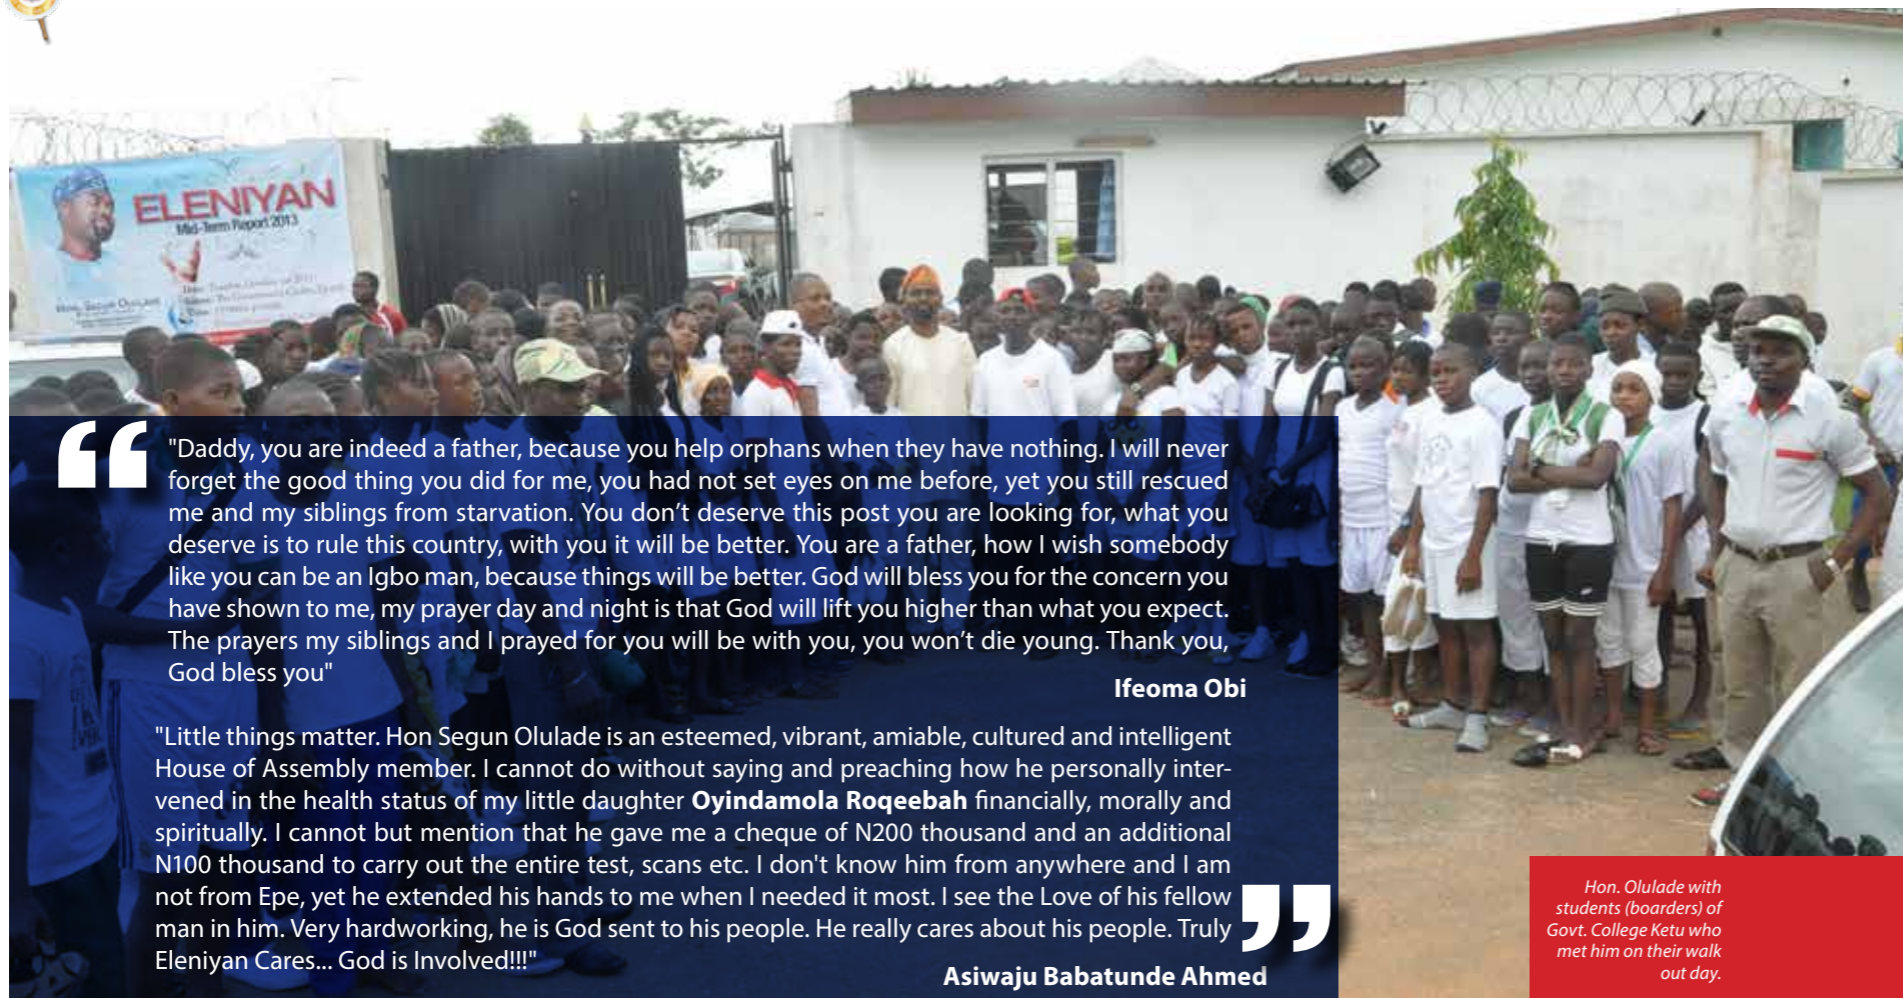 ELENIYAN
Mid-Term Report 2013
Hon. Segun Olulade
"Daddy, you are indeed a father, because you help orphans when they have nothing. I will never
forget the good thing you did for me, you had not set eyes on me before, yet you still rescued
me and my siblings from starvation. You don’t deserve this post you are looking for, what you
deserve is to rule this country, with you it will be better. You are a father, how I wish somebody
like you can be an Igbo man, because things will be better. God will bless you for the concern you
have shown to me, my prayer day and night is that God will lift you higher than what you expect.
The prayers my siblings and I prayed for you will be with you, you won’t die young. Thank you,
God bless you"
Ifeoma Obi
"Little things matter. Hon Segun Olulade is an esteemed, vibrant, amiable, cultured and intelligent
House of Assembly member. I cannot do without saying and preaching how he personally inter-
vened in the health status of my little daughter Oyindamola Roqeebah financially, morally and
spiritually. I cannot but mention that he gave me a cheque of N200 thousand and an additional
N100 thousand to carry out the entire test, scans etc. I don't know him from anywhere and I am
not from Epe, yet he extended his hands to me when I needed it most. I see the Love of his fellow
man in him. Very hardworking, he is God sent to his people. He really cares about his people. Truly
Eleniyan Cares... God is Involved!!!"
Asiwaju Babatunde Ahmed
Hon. Olulade with
students (boarders) of
Govt. College Ketu who
met him on their walk
out day.